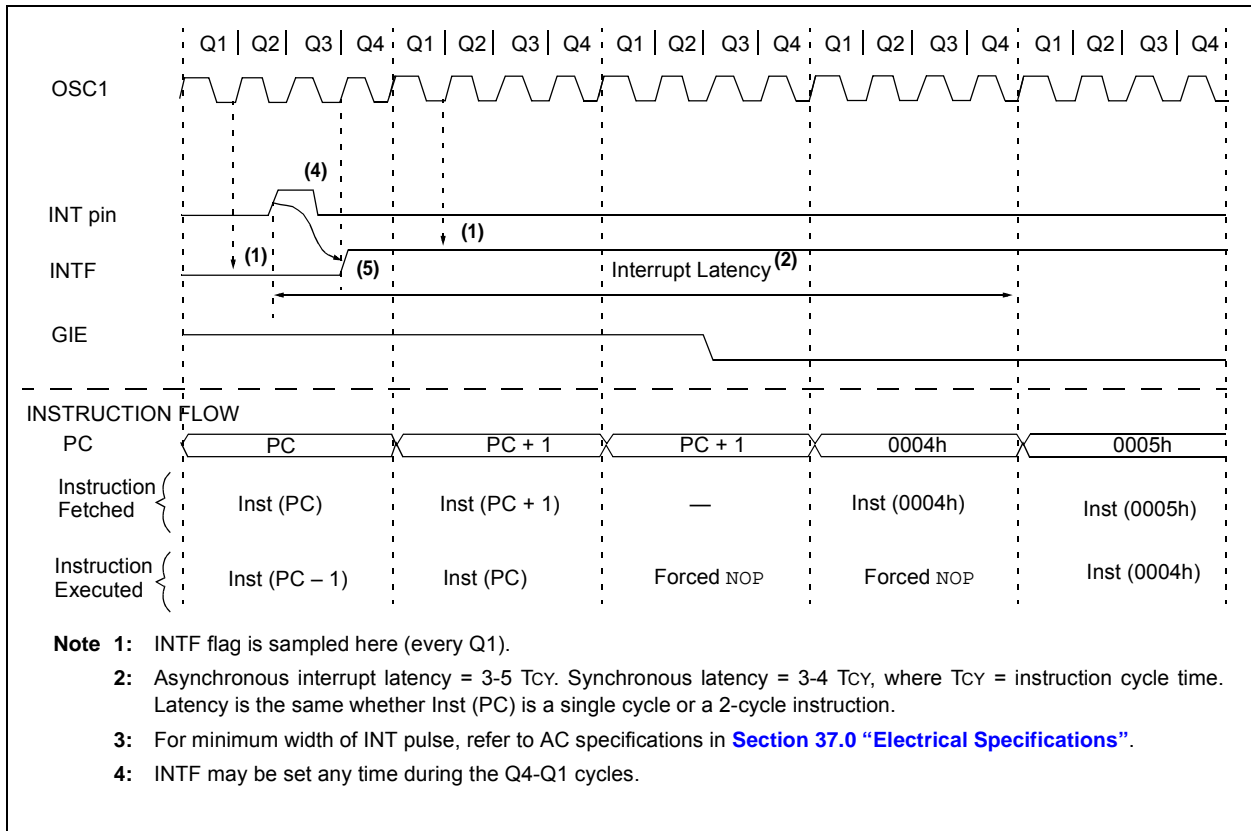 Q1 Q2 Q3 Q4 Q1 Q2 Q3 Q4 Q1 Q2 Q3 Q4 Q1 Q2 Q3 Q4 Q1 Q2 Q3 Q4
OSC1
(4)
INT pin
(1)
INTF
(1)
(5)
Interrupt Latency(2)
GIE
INSTRUCTION FLOW
PC PC PC + 1 PC + 1 0004h 0005h
Instruction
Fetched
Inst (PC) Inst (PC + 1) — Inst (0004h) Inst (0005h)
Instruction
Executed
Inst (PC – 1) Inst (PC) Forced NOP Forced NOP Inst (0004h)
Note 1: INTF flag is sampled here (every Q1).
2: Asynchronous interrupt latency = 3-5 TCY. Synchronous latency = 3-4 TCY, where TCY = instruction cycle time.
Latency is the same whether Inst (PC) is a single cycle or a 2-cycle instruction.
3: For minimum width of INT pulse, refer to AC specifications in Section 37.0 “Electrical Specifications”.
4: INTF may be set any time during the Q4-Q1 cycles.